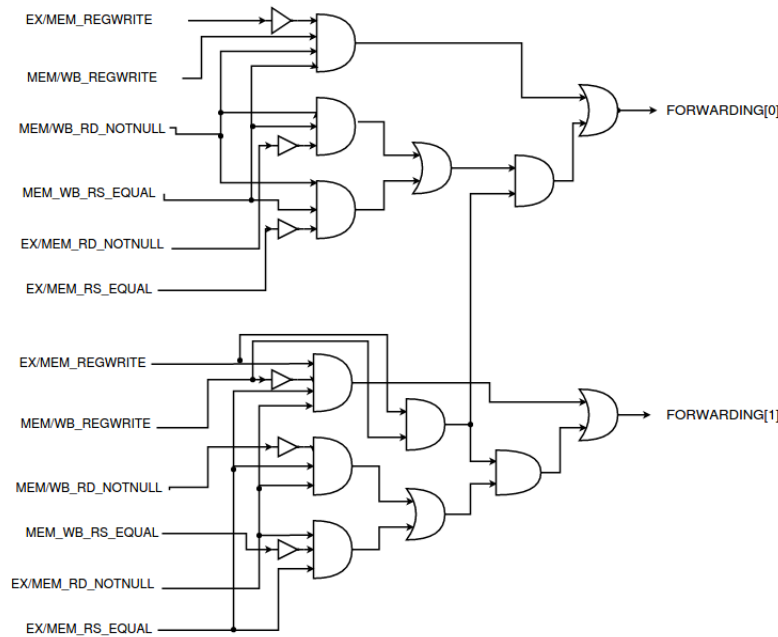 EX/MEM_REGWRITE
MEM/WB_REGWRITE
FORWARDING[0]
MEM/WB_RD_NOTNULL
MEM_WB_RS_EQUAL
EX/MEM_RD_NOTNULL
EX/MEM_RS_EQUAL
EX/MEM_REGWRITE
FORWARDING[1]
MEM/WB_REGWRITE
MEM/WB_RD_NOTNULL
MEM_WB_RS_EQUAL
EX/MEM_RD_NOTNULL
EX/MEM_RS_EQUAL